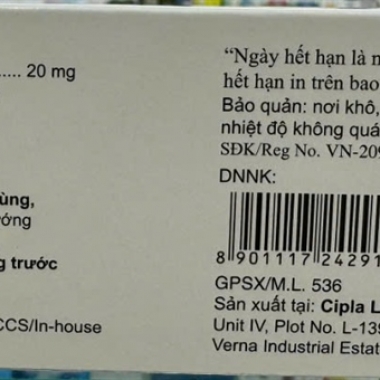 ..... 20 mg
ùng,
ớng
g trước
CCS/In-house
“Ngày hết hạn là n
hết hạn in trên bao
Bảo quản: nơi khô,
nhiệt độ không quá
SĐK/Reg No. VN-209
DNNK:
8 901117 24291
GPSX/M.L. 536
Sản xuất tại: Cipla L
Unit IV, Plot No. L-139
Verna Industrial Estat